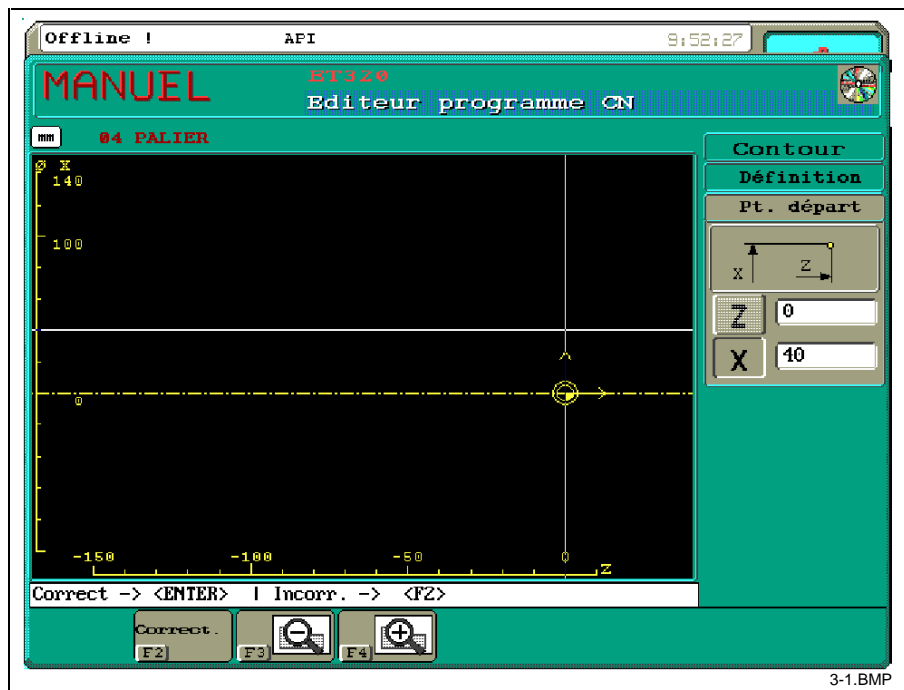 Offline ! API 9:52:27
MANUEL
BT320
Editeur programme CN
mm 04 PALIER
Contour
Définition
Pt. départ
Ø X
140
100
0
X Z
Z 0
X 40
-150 -100 -50 0 Z
Correct -> <ENTER> | Incorr. -> <F2>
Correct.
F2 F3 F4
3-1.BMP